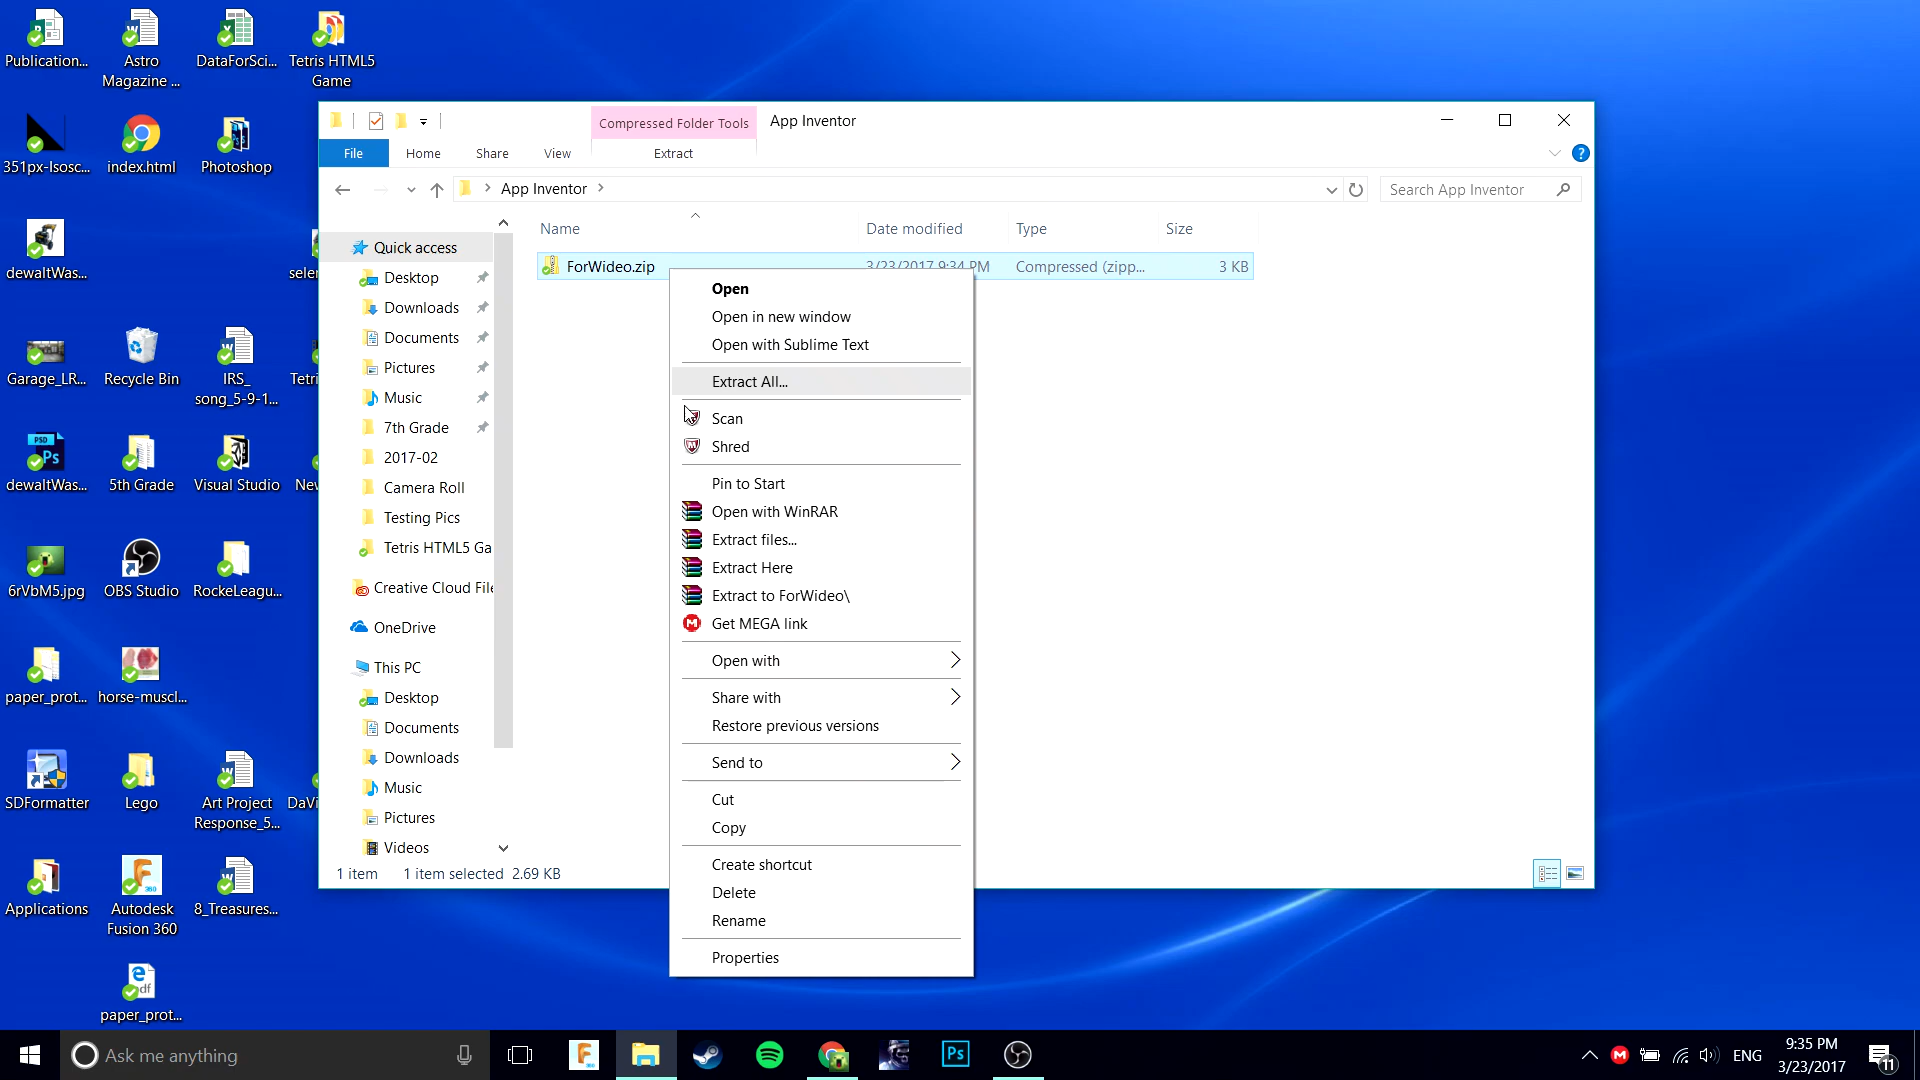 Publication...
Astro
Magazine ...
DataForSci...
Tetris HTML5
Game
351px-Isosc...
index.html
Photoshop
dewaltWas...
seler
Garage_LR...
Recycle Bin
IRS_
song_5-9-1...
Tetri
dewaltWas...
5th Grade
Visual Studio
Nev
6rVbM5.jpg
OBS Studio
RockeLeagu...
paper_prot...
horse-muscl...
SDFormatter
Lego
Art Project
Response_5...
DaVi
Applications
Autodesk
Fusion 360
8_Treasures...
paper_prot...
Compressed Folder Tools
App Inventor
File
Home
Share
View
Extract
App Inventor
Search App Inventor
Name
Date modified
Type
Size
ForWideo.zip
3/23/2017 9:34 PM
Compressed (zipp...
3 KB
Quick access
Desktop
Downloads
Documents
Pictures
Music
7th Grade
2017-02
Camera Roll
Testing Pics
Tetris HTML5 Ga
Creative Cloud File
OneDrive
This PC
Desktop
Documents
Downloads
Music
Pictures
Videos
1 item
1 item selected 2.69 KB
Open
Open in new window
Open with Sublime Text
Extract All...
Scan
Shred
Pin to Start
Open with WinRAR
Extract files...
Extract Here
Extract to ForWideo\
Get MEGA link
Open with
Share with
Restore previous versions
Send to
Cut
Copy
Create shortcut
Delete
Rename
Properties
Ask me anything
ENG
9:35 PM
3/23/2017
11